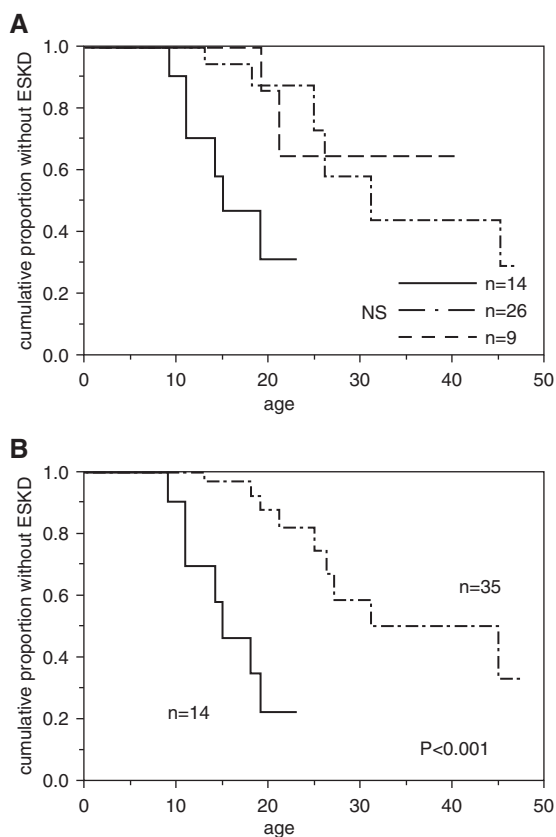 A
cumulative proportion without ESKD
1.0
0.8
0.6
0.4
0.2
0.0
n=14
NS n=26
n=9
0 10 20 30 40 50
age
B
cumulative proportion without ESKD
1.0
0.8
0.6
0.4
0.2
0.0
n=35
n=14
P<0.001
0 10 20 30 40 50
age